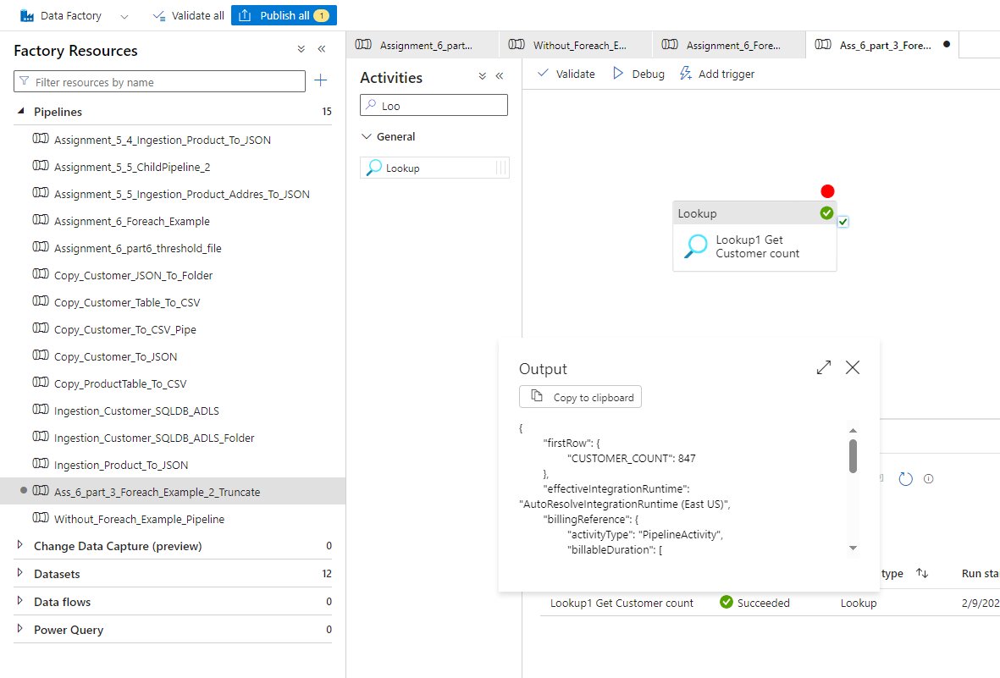 Data Factory
Validate all
Publish all 1
Factory Resources
Filter resources by name
Pipelines 15
Assignment_5_4_Ingestion_Product_To_JSON
Assignment_5_5_ChildPipeline_2
Assignment_5_5_Ingestion_Product_Addres_To_JSON
Assignment_6_Foreach_Example
Assignment_6_part6_threshold_file
Copy_Customer_JSON_To_Folder
Copy_Customer_Table_To_CSV
Copy_Customer_To_CSV_Pipe
Copy_Customer_To_JSON
Copy_ProductTable_To_CSV
Ingestion_Customer_SQLDB_ADLS
Ingestion_Customer_SQLDB_ADLS_Folder
Ingestion_Product_To_JSON
Ass_6_part_3_Foreach_Example_2_Truncate
Without_Foreach_Example_Pipeline
Change Data Capture (preview) 0
Datasets 12
Data flows 0
Power Query 0
Assignment_6_part...
Without_Foreach_E...
Assignment_6_Fore...
Ass_6_part_3_Fore...
Activities
Loo
General
Lookup
Validate
Debug
Add trigger
Lookup
Lookup1 Get
Customer count
Output
Copy to clipboard
{
"firstRow": {
"CUSTOMER_COUNT": 847
},
"effectiveIntegrationRuntime":
"AutoResolveIntegrationRuntime (East US)",
"billingReference": {
"activityType": "PipelineActivity",
"billableDuration": [
type
Run sta
Lookup1 Get Customer count
Succeeded
Lookup
2/9/202